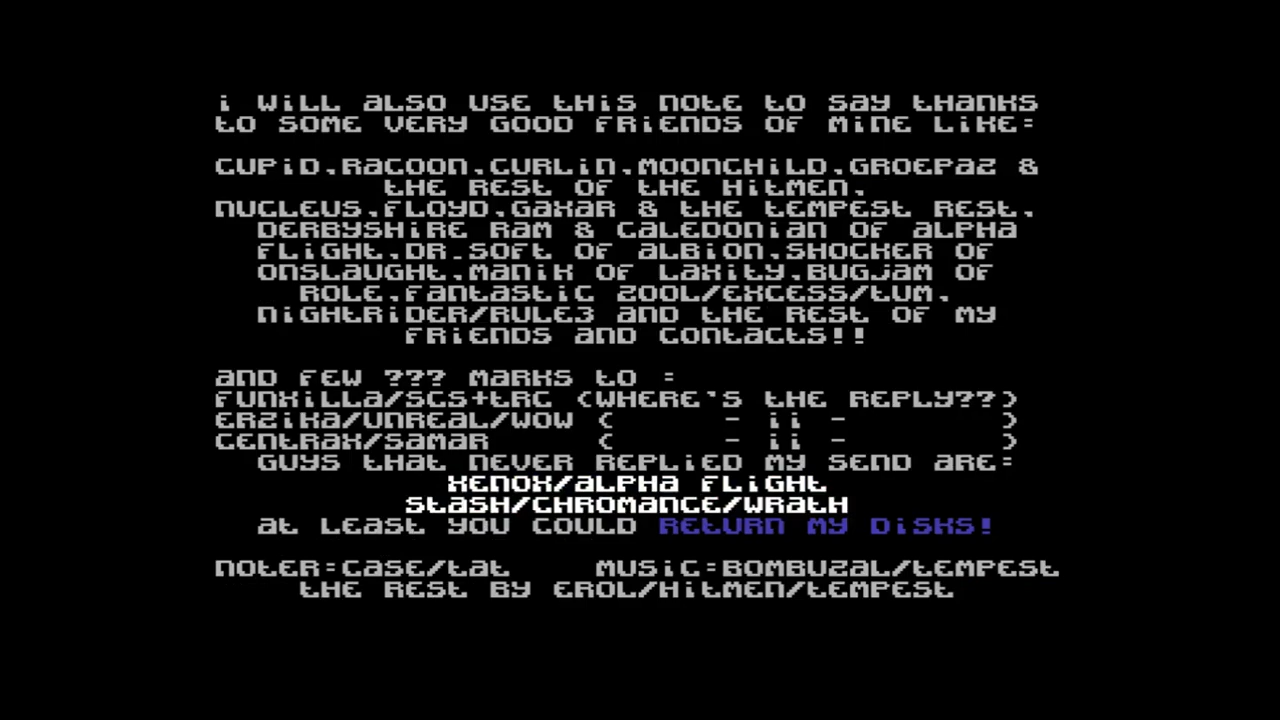 i WiLL aLSO USE tHiS NOtE tO SaY tHaNKS
tO SOME VERY GOOD FRiENDS OF MiNE LiKE:
CUPiD,RaCOON,CURLiN,MOONCHiLD,GROEPaZ &
tHE RESt OF tHE HitMEN,
NUCLEUS,FLOYD,GaXaR & tHE tEMPESt RESt,
DERBYSHiRE RaM & CaLEDONiaN OF aLPHa
FLiGHt,DR.SOFt OF aLBiON,SHOCKER OF
ONSLaUGHt,MaNiK OF LaXitY,BUGJaM OF
ROLE,FaNtaStiC ZOOL/EXCESS/tUM,
NiGHtRiDER/RULE3 aND tHE RESt OF MY
FRiENDS aND CONtaCtS!!
aND FEW ??? MaRKS tO :
FUNXiLLa/SCS+tRC (WHERE'S tHE REPLY??)
ERZiKa/UNREaL/WOW ( - ii - )
CENtRaX/SaMaR ( - ii - )
GUYS tHat NEVER REPLiED MY SEND aRE:
XENOX/aLPHa FLiGHt
StaSH/CHROMaNCE/WRatH
at LEaSt YOU COULD REtURN MY DiSKS!
NOtER:CaSE/tat MUSiC:BOMBUZaL/tEMPESt
tHE RESt BY EROL/HitMEN/tEMPESt